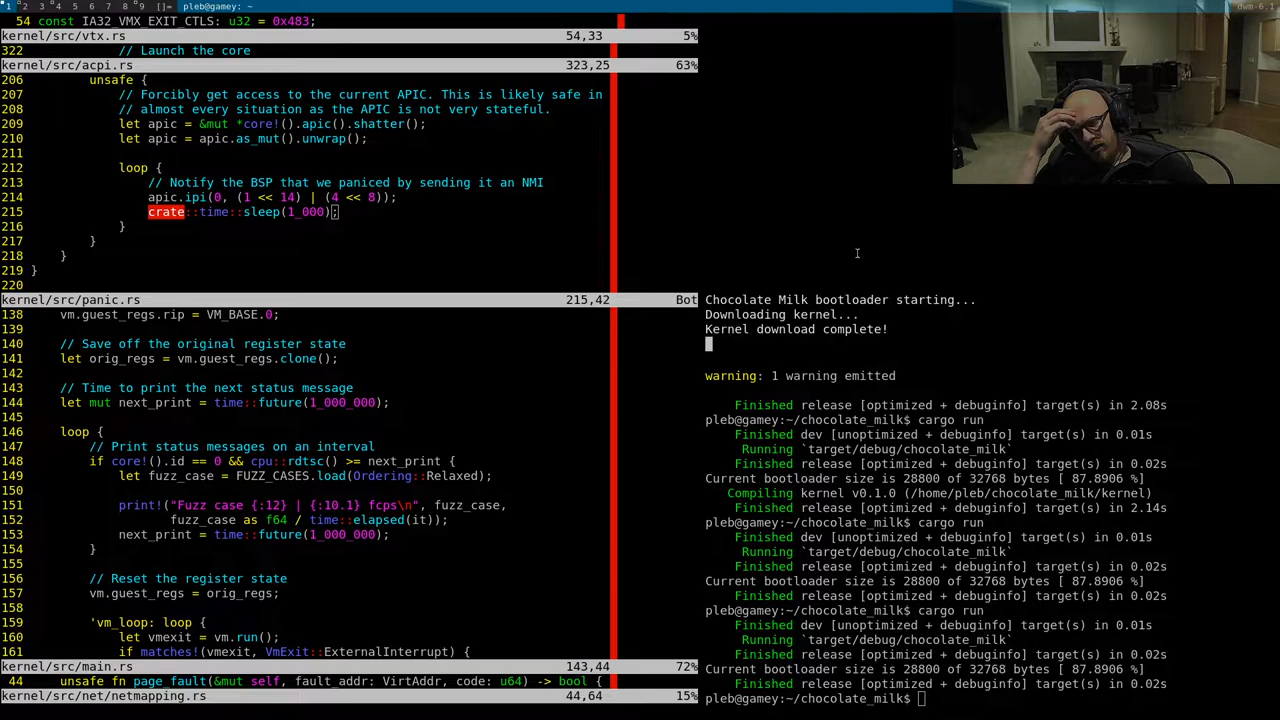 1 2 3 4 5 6 7 8 9 []= pleb@gamey: ~ dwm-6.1
54 const IA32_VMX_EXIT_CTLS: u32 = 0x483;
kernel/src/vtx.rs 54,33 5%
322 // Launch the core
kernel/src/acpi.rs 323,25 63%
206 unsafe {
207 // Forcibly get access to the current APIC. This is likely safe in
208 // almost every situation as the APIC is not very stateful.
209 let apic = &mut *core!().apic().shatter();
210 let apic = apic.as_mut().unwrap();
211
212 loop {
213 // Notify the BSP that we paniced by sending it an NMI
214 apic.ipi(0, (1 << 14) | (4 << 8));
215 crate::time::sleep(1_000);
216 }
217 }
218 }
219 }
220
kernel/src/panic.rs 215,42 Bot
138 vm.guest_regs.rip = VM_BASE.0;
139
140 // Save off the original register state
141 let orig_regs = vm.guest_regs.clone();
142
143 // Time to print the next status message
144 let mut next_print = time::future(1_000_000);
145
146 loop {
147 // Print status messages on an interval
148 if core!().id == 0 && cpu::rdtsc() >= next_print {
149 let fuzz_case = FUZZ_CASES.load(Ordering::Relaxed);
150
151 print!("Fuzz case {:12} | {:10.1} fcps\n", fuzz_case,
152 fuzz_case as f64 / time::elapsed(it));
153 next_print = time::future(1_000_000);
154 }
155
156 // Reset the register state
157 vm.guest_regs = orig_regs;
158
159 'vm_loop: loop {
160 let vmexit = vm.run();
161 if matches!(vmexit, VmExit::ExternalInterrupt) {
kernel/src/main.rs 143,44 72%
44 unsafe fn page_fault(&mut self, fault_addr: VirtAddr, code: u64) -> bool {
kernel/src/net/netmapping.rs 44,64 15%
Chocolate Milk bootloader starting...
Downloading kernel...
Kernel download complete!
warning: 1 warning emitted
Finished release [optimized + debuginfo] target(s) in 2.08s
pleb@gamey:~/chocolate_milk$ cargo run
Finished dev [unoptimized + debuginfo] target(s) in 0.01s
Running `target/debug/chocolate_milk`
Finished release [optimized + debuginfo] target(s) in 0.02s
Current bootloader size is 28800 of 32768 bytes [ 87.8906 %]
Compiling kernel v0.1.0 (/home/pleb/chocolate_milk/kernel)
Finished release [optimized + debuginfo] target(s) in 2.14s
pleb@gamey:~/chocolate_milk$ cargo run
Finished dev [unoptimized + debuginfo] target(s) in 0.01s
Running `target/debug/chocolate_milk`
Finished release [optimized + debuginfo] target(s) in 0.02s
Current bootloader size is 28800 of 32768 bytes [ 87.8906 %]
Finished release [optimized + debuginfo] target(s) in 0.02s
pleb@gamey:~/chocolate_milk$ cargo run
Finished dev [unoptimized + debuginfo] target(s) in 0.01s
Running `target/debug/chocolate_milk`
Finished release [optimized + debuginfo] target(s) in 0.02s
Current bootloader size is 28800 of 32768 bytes [ 87.8906 %]
Finished release [optimized + debuginfo] target(s) in 0.02s
pleb@gamey:~/chocolate_milk$